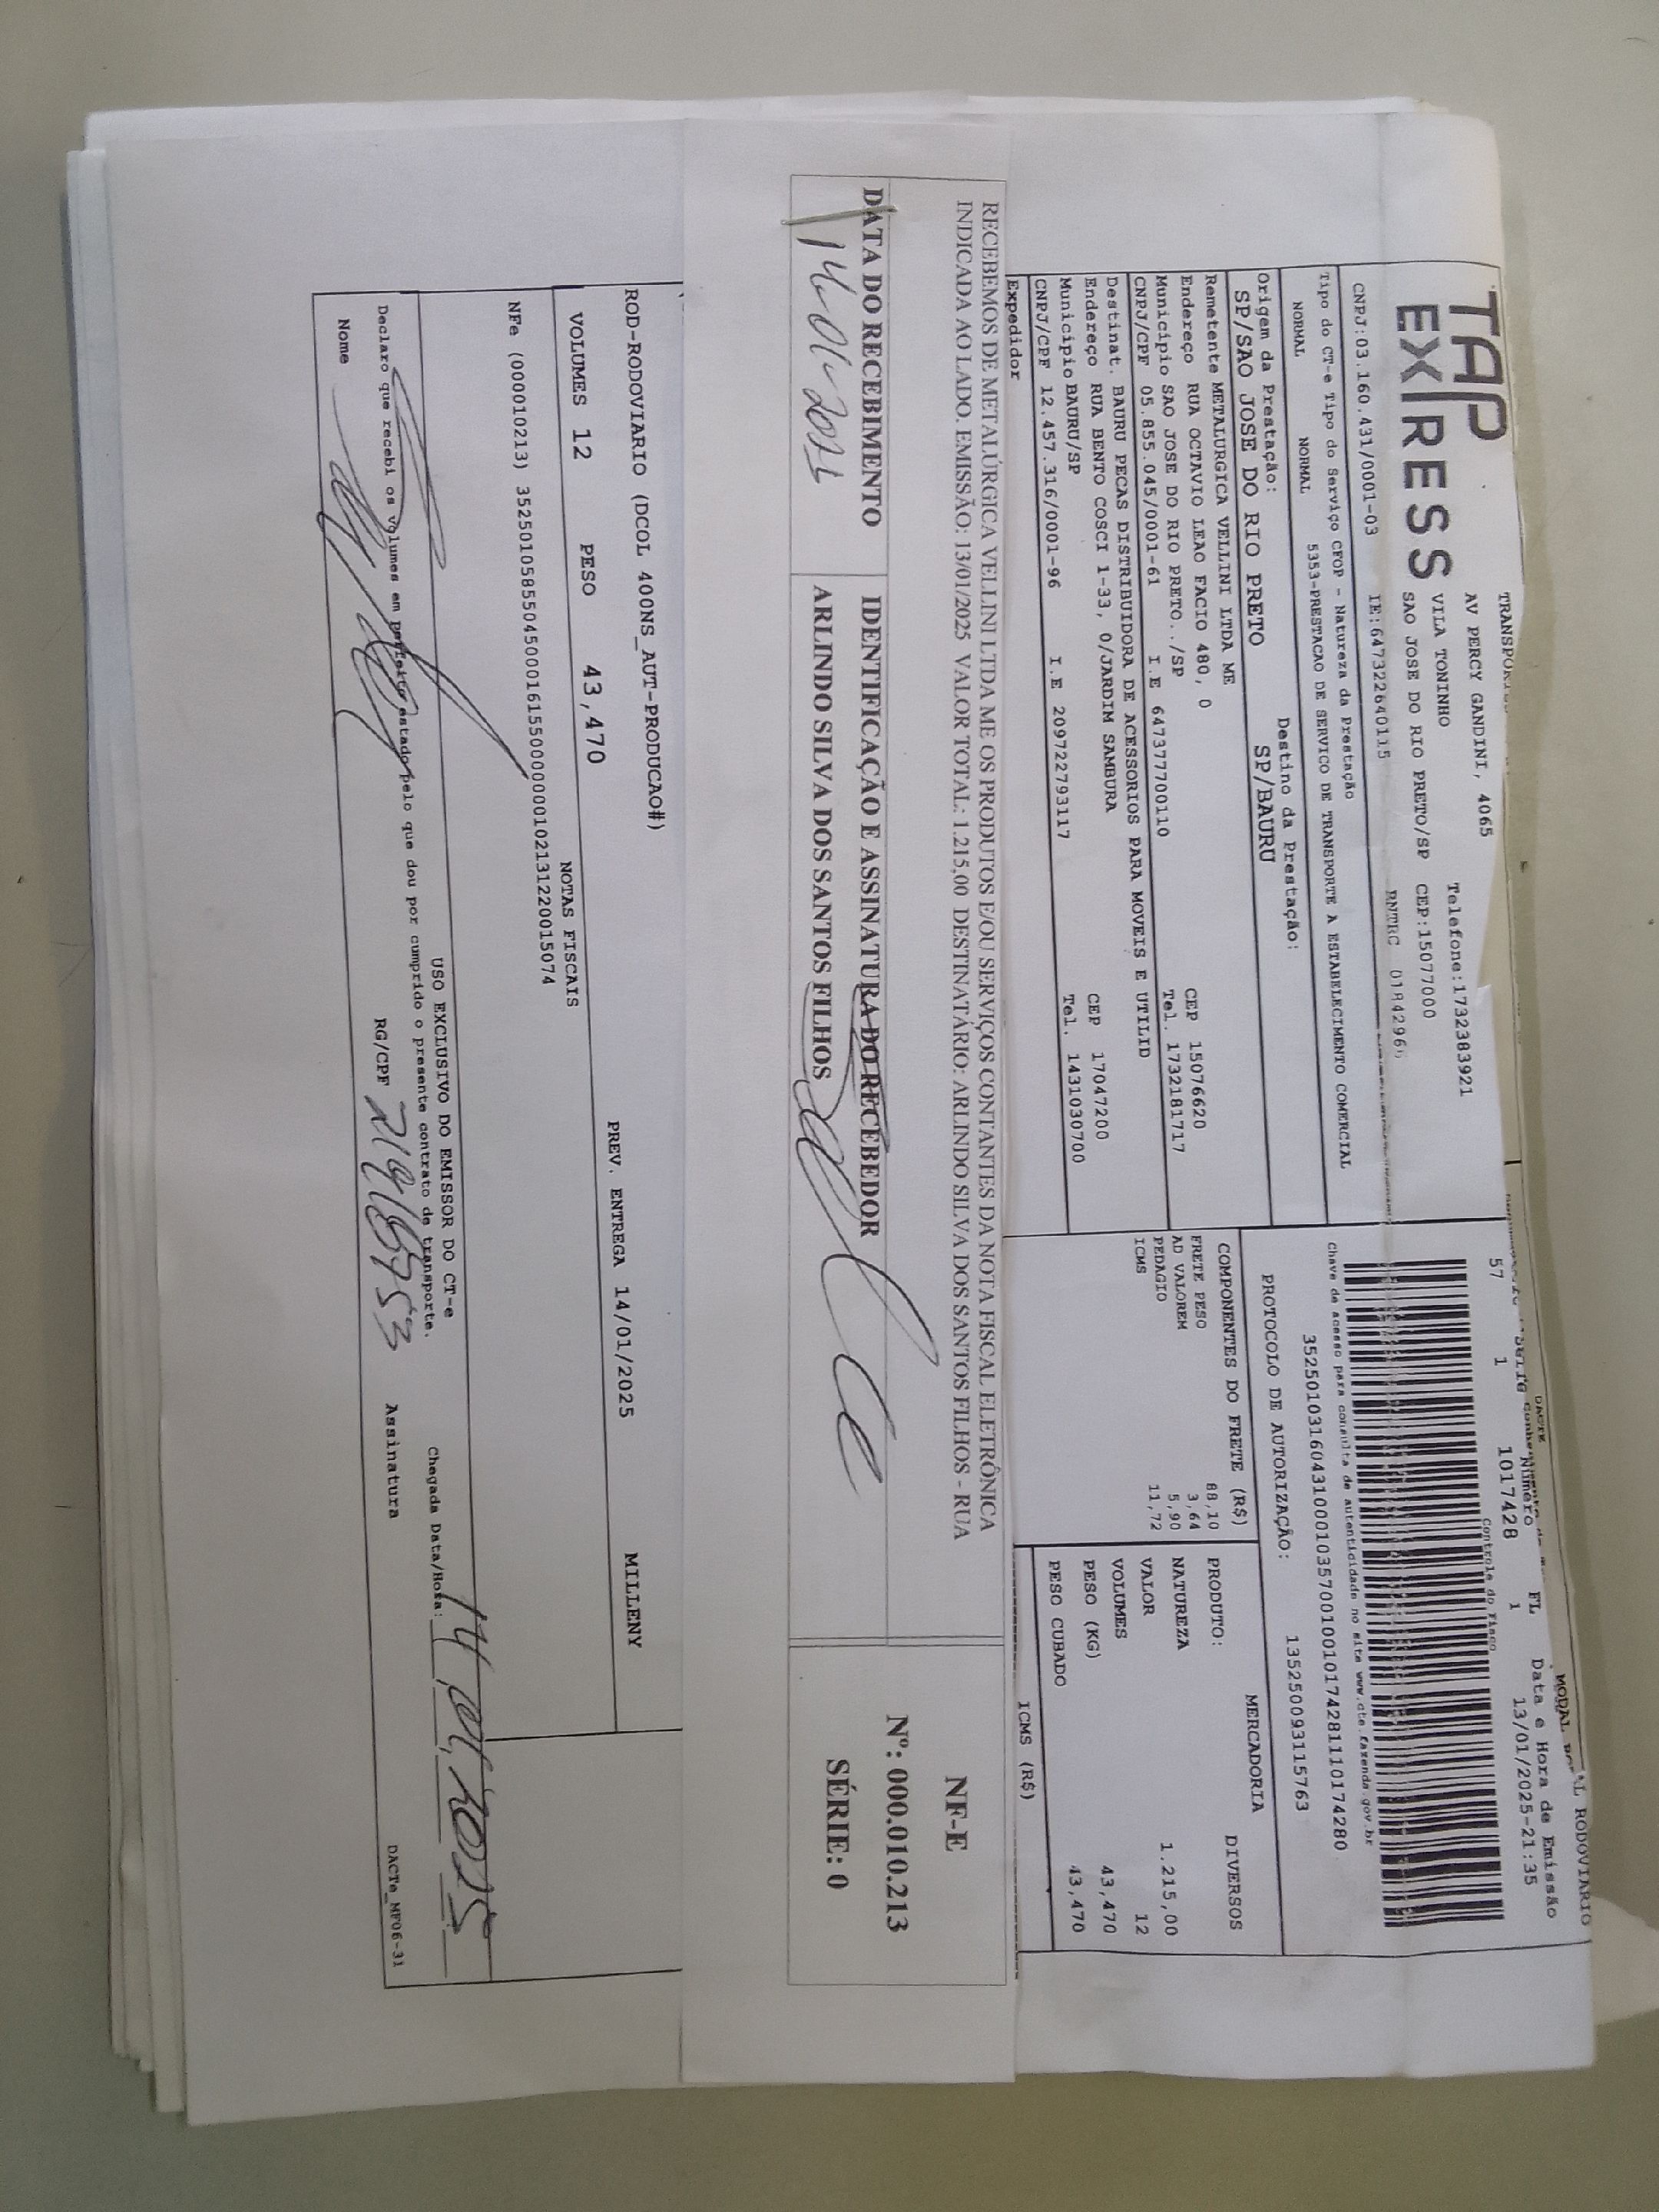 TAP
EXPRESS
AV PERCY GANDINI, 4065
VILA TONINHO
SAO JOSE DO RIO PRETO/SP CEP:15077000
Telefone:1732383921
CNPJ:03.160.431/0001-03 IE:647322640115
Tipo do CT-e Tipo do Serviço CFOP - Natureza da Prestação
NORMAL NORMAL 5353-PRESTACAO DE SERVICO DE TRANSPORTE A ESTABELECIMENTO COMERCIAL
Origem da Prestação: Destino da Prestação:
SP/SAO JOSE DO RIO PRETO SP/BAURU
Remetente METALURGICA VELLINI LTDA ME
Endereço RUA OCTAVIO LEAO FACIO 480, 0 CEP 15076620
Municipio SAO JOSE DO RIO PRETO../SP Tel. 1732181717
CNPJ/CPF 05.855.045/0001-61 I.E 647377700110
Destinat. BAURU PECAS DISTRIBUIDORA DE ACESSORIOS PARA MOVEIS E UTILID
Endereço RUA BENTO COSCI 1-33, 0/JARDIM SAMBURA CEP 17047200
Municipio BAURU/SP Tel. 1431030700
CNPJ/CPF 12.457.316/0001-96 I.E 209722793117
Expedidor
MODAL RODOVIARIO
DACTE
Número FL Data e Hora de Emissão
57 1 1017428 1 13/01/2025-21:35
Controle do Fisco
Chave de acesso para consulta de autenticidade no site www.cte.fazenda.gov.br
35250103160431000103570010010174281110174280
PROTOCOLO DE AUTORIZAÇÃO: 135250093115763
COMPONENTES DO FRETE (R$)
FRETE PESO 88,10
AD VALOREM 3,64
PEDAGIO 5,90
ICMS 11,72
MERCADORIA
PRODUTO: DIVERSOS
NATUREZA
VALOR 1.215,00
VOLUMES 12
PESO (KG) 43,470
PESO CUBADO 43,470
ICMS (R$)
RECEBEMOS DE METALÚRGICA VELLINI LTDA ME OS PRODUTOS E/OU SERVIÇOS CONTANTES DA NOTA FISCAL ELETRÔNICA
INDICADA AO LADO. EMISSÃO: 13/01/2025 VALOR TOTAL: 1.215,00 DESTINATÁRIO: ARLINDO SILVA DOS SANTOS FILHOS - RUA
DATA DO RECEBIMENTO IDENTIFICAÇÃO E ASSINATURA DO RECEBEDOR
ARLINDO SILVA DOS SANTOS FILHOS
NF-E
Nº: 000.010.213
SÉRIE: 0
ROD-RODOVIARIO (DCOL 400NS_AUT-PRODUCAO#) PREV. ENTREGA 14/01/2025 MILLENY
VOLUMES 12 PESO 43,470
NOTAS FISCAIS
NFe (000010213) 35250105855045000161550000000102131220015074
USO EXCLUSIVO DO EMISSOR DO CT-e
Declaro que recebi os volumes em perfeito estado pelo que dou por cumprido o presente contrato de transporte.
Chegada Data/Hora: 14/01/2025
Nome RG/CPF Assinatura
DACTe_MF06-31